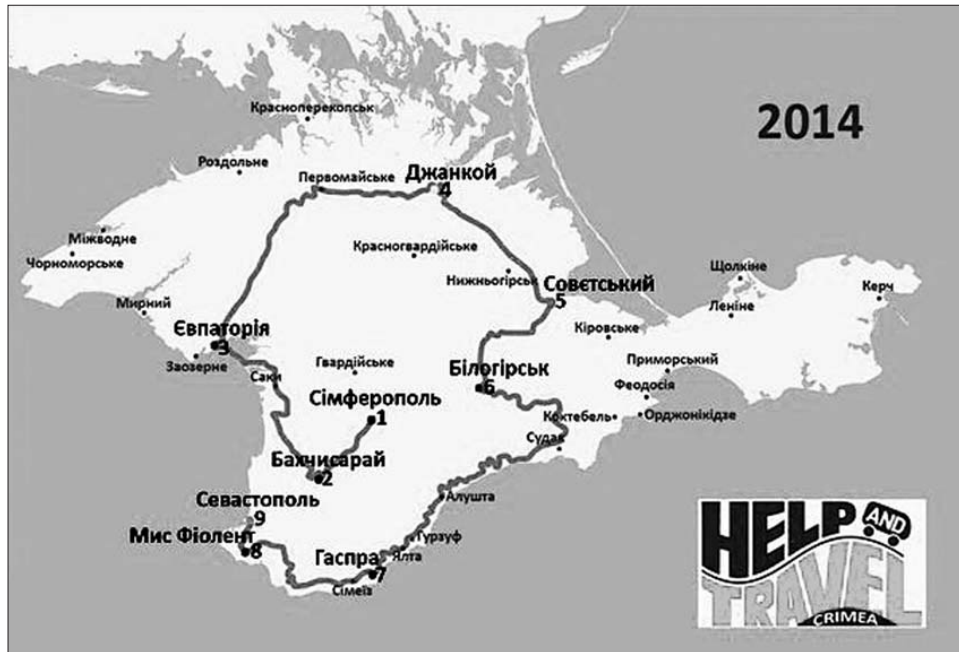 2014
Красноперекопськ
Роздольне
Первомайське
Джанкой
4
Міжводне
Чорноморське
Красногвардійське
Нижньогірськ
Щолкіне
Керч
Совєтський
5
Мирний
Леніне
Євпаторія
3
Кіровське
Заозерне
Саки
Гвардійське
Білогірськ
6
Приморський
Феодосія
Сімферополь
1
Коктебель
Орджонікідзе
Судак
Бахчисарай
2
Севастополь
9
Алушта
Мис Фіолент
8
Гурзуф
Ялта
Гаспра
7
Сімеїз
HELP AND
TRAVEL
CRIMEA